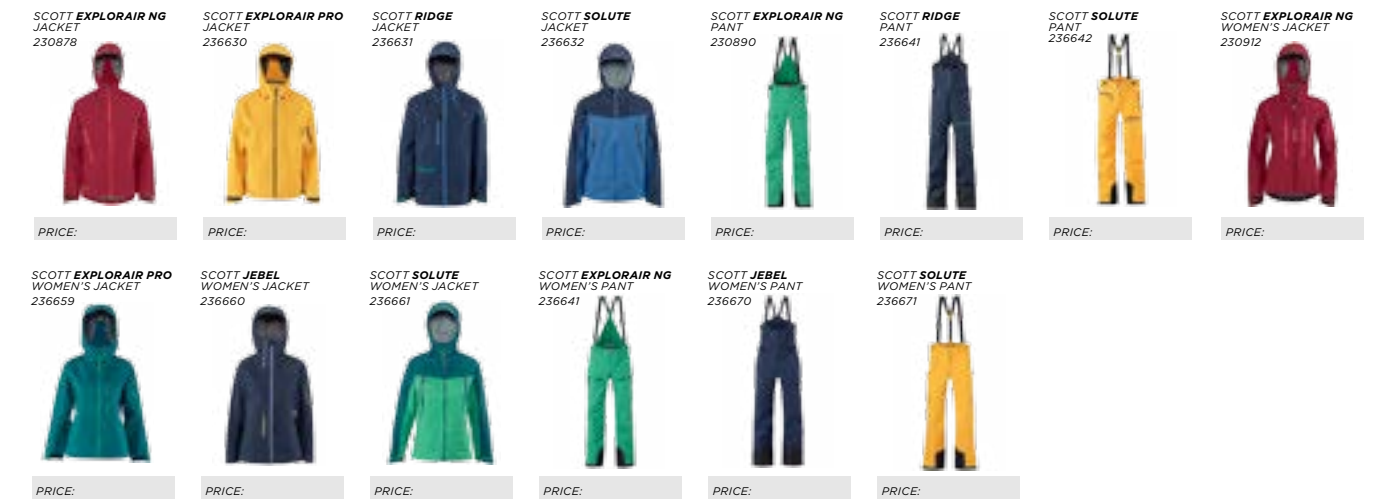 SCOTT EXPLORAIR NG
JACKET
230878
PRICE:
SCOTT EXPLORAIR PRO
JACKET
236630
PRICE:
SCOTT RIDGE
JACKET
236631
PRICE:
SCOTT SOLUTE
JACKET
236632
PRICE:
SCOTT EXPLORAIR NG
PANT
230890
PRICE:
SCOTT RIDGE
PANT
236641
PRICE:
SCOTT SOLUTE
PANT
236642
PRICE:
SCOTT EXPLORAIR NG
WOMEN'S JACKET
230912
PRICE:
SCOTT EXPLORAIR PRO
WOMEN'S JACKET
236659
PRICE:
SCOTT JEBEL
WOMEN'S JACKET
236660
PRICE:
SCOTT SOLUTE
WOMEN'S JACKET
236661
PRICE:
SCOTT EXPLORAIR NG
WOMEN'S PANT
236641
PRICE:
SCOTT JEBEL
WOMEN'S PANT
236670
PRICE:
SCOTT SOLUTE
WOMEN'S PANT
236671
PRICE: